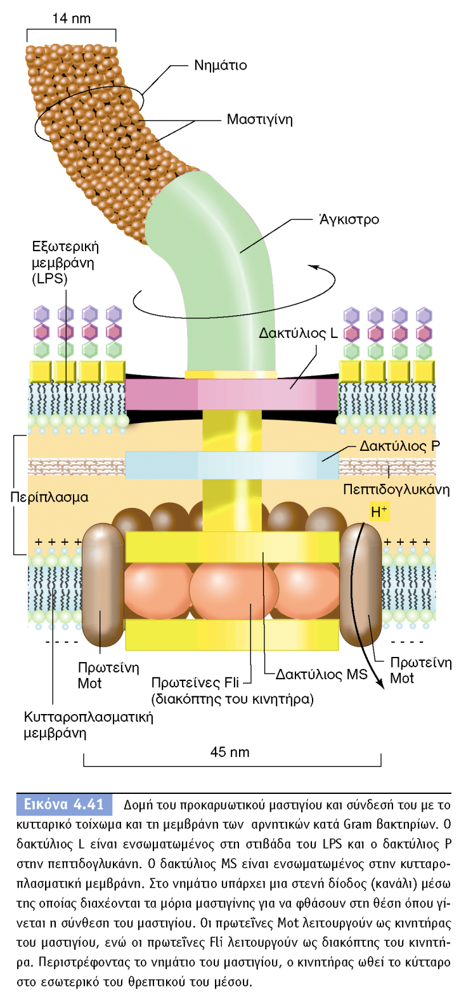 14 nm
Νημάτιο
Μαστιγίνη
Άγκιστρο
Εξωτερική
μεμβράνη
(LPS)
Δακτύλιος L
Δακτύλιος P
Πεπτιδογλυκάνη
Περίπλασμα
H⁺
+ + + +
+ + + +
- - - -
- - - -
Πρωτεΐνη
Mot
Πρωτεΐνες Fli
(διακόπτης του κινητήρα)
Δακτύλιος MS
Πρωτεΐνη
Mot
Κυτταροπλασματική
μεμβράνη
45 nm
Εικόνα 4.41 Δομή του προκαρυωτικού μαστιγίου και σύνδεσή του με το
κυτταρικό τοίχωμα και τη μεμβράνη των αρνητικών κατά Gram βακτηρίων. Ο
δακτύλιος L είναι ενσωματωμένος στη στιβάδα του LPS και ο δακτύλιος P
στην πεπτιδογλυκάνη. Ο δακτύλιος MS είναι ενσωματωμένος στην κυτταρο-
πλασματική μεμβράνη. Στο νημάτιο υπάρχει μια στενή δίοδος (κανάλι) μέσω
της οποίας διαχέονται τα μόρια μαστιγίνης για να φθάσουν στη θέση όπου γί-
νεται η σύνθεση του μαστιγίου. Οι πρωτεΐνες Mot λειτουργούν ως κινητήρας
του μαστιγίου, ενώ οι πρωτεΐνες Fli λειτουργούν ως διακόπτης του κινητή-
ρα. Περιστρέφοντας το νημάτιο του μαστιγίου, ο κινητήρας ωθεί το κύτταρο
στο εσωτερικό του θρεπτικού του μέσου.